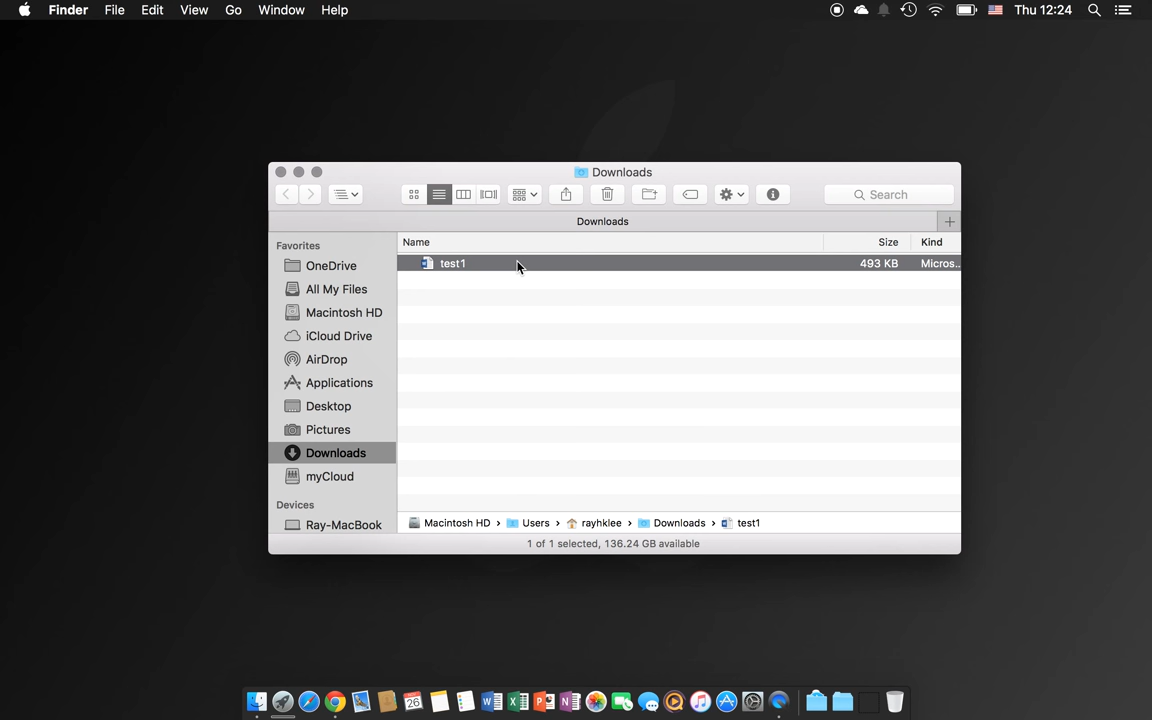 Finder File Edit View Go Window Help Thu 12:24
Downloads
Search
Downloads
Name Size Kind
Favorites
test1 493 KB Micros...
OneDrive
All My Files
Macintosh HD
iCloud Drive
AirDrop
Applications
Desktop
Pictures
Downloads
myCloud
Devices
Ray-MacBook
Macintosh HD › Users › rayhklee › Downloads › test1
1 of 1 selected, 136.24 GB available
26